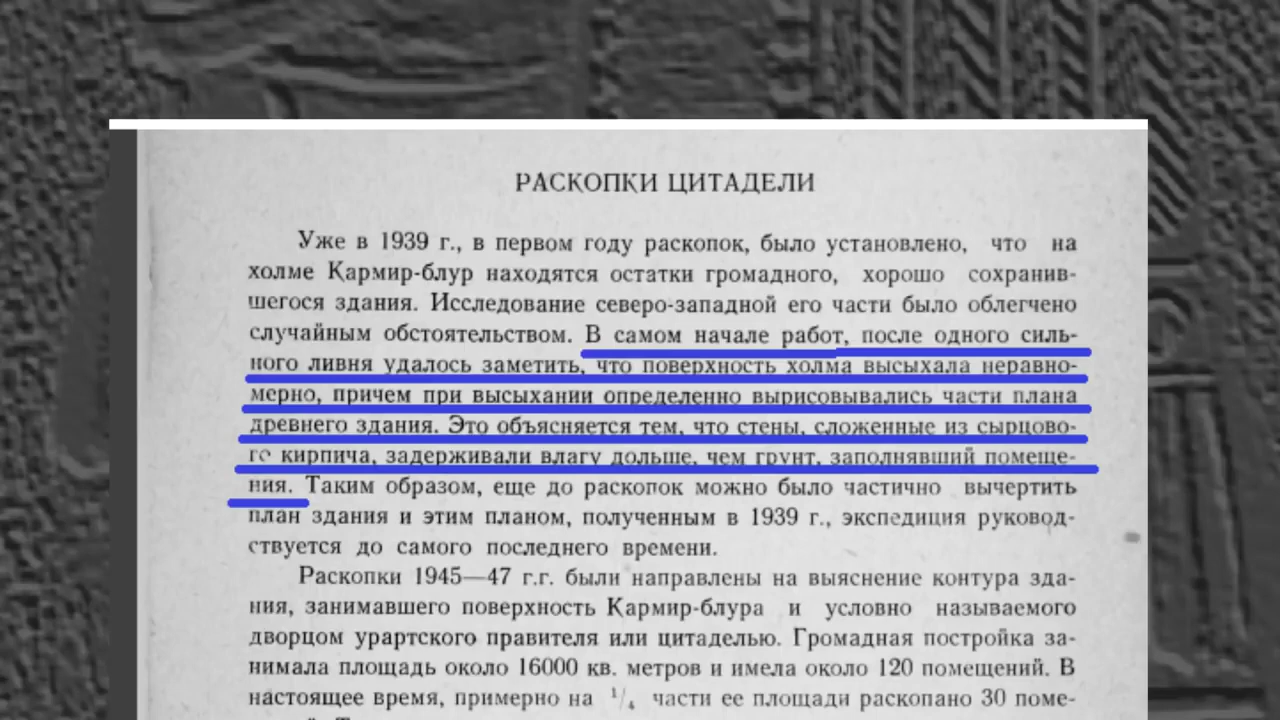 РАСКОПКИ ЦИТАДЕЛИ
Уже в 1939 г., в первом году раскопок, было установлено, что на
холме Кармир-блур находятся остатки громадного, хорошо сохранив-
шегося здания. Исследование северо-западной его части было облегчено
случайным обстоятельством. В самом начале работ, после одного силь-
ного ливня удалось заметить, что поверхность холма высыхала неравно-
мерно, причем при высыхании определенно вырисовывались части плана
древнего здания. Это объясняется тем, что стены, сложенные из сырцово-
го кирпича, задерживали влагу дольше, чем грунт, заполнявший помеще-
ния. Таким образом, еще до раскопок можно было частично вычертить
план здания и этим планом, полученным в 1939 г., экспедиция руковод-
ствуется до самого последнего времени.
Раскопки 1945—47 г.г. были направлены на выяснение контура зда-
ния, занимавшего поверхность Кармир-блура и условно называемого
дворцом урартского правителя или цитаделью. Громадная постройка за-
нимала площадь около 16000 кв. метров и имела около 120 помещений. В
настоящее время, примерно на 1/4 части ее площади раскопано 30 поме-